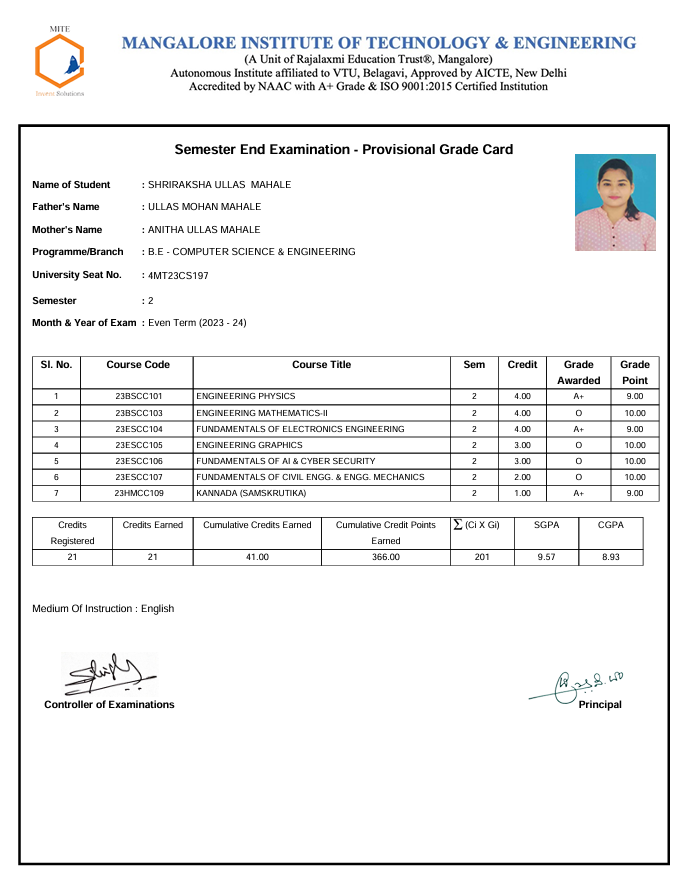 MITE
Invent Solutions
MANGALORE INSTITUTE OF TECHNOLOGY & ENGINEERING
(A Unit of Rajalaxmi Education Trust®, Mangalore)
Autonomous Institute affiliated to VTU, Belagavi, Approved by AICTE, New Delhi
Accredited by NAAC with A+ Grade & ISO 9001:2015 Certified Institution
Semester End Examination - Provisional Grade Card
Name of Student : SHRIRAKSHA ULLAS MAHALE
Father's Name : ULLAS MOHAN MAHALE
Mother's Name : ANITHA ULLAS MAHALE
Programme/Branch : B.E - COMPUTER SCIENCE & ENGINEERING
University Seat No. : 4MT23CS197
Semester : 2
Month & Year of Exam : Even Term (2023 - 24)
Sl. No. Course Code Course Title Sem Credit Grade Awarded Grade Point
1 23BSCC101 ENGINEERING PHYSICS 2 4.00 A+ 9.00
2 23BSCC103 ENGINEERING MATHEMATICS-II 2 4.00 O 10.00
3 23ESCC104 FUNDAMENTALS OF ELECTRONICS ENGINEERING 2 4.00 A+ 9.00
4 23ESCC105 ENGINEERING GRAPHICS 2 3.00 O 10.00
5 23ESCC106 FUNDAMENTALS OF AI & CYBER SECURITY 2 3.00 O 10.00
6 23ESCC107 FUNDAMENTALS OF CIVIL ENGG. & ENGG. MECHANICS 2 2.00 O 10.00
7 23HMCC109 KANNADA (SAMSKRUTIKA) 2 1.00 A+ 9.00
Credits Registered Credits Earned Cumulative Credits Earned Cumulative Credit Points Earned ∑ (Ci X Gi) SGPA CGPA
21 21 41.00 366.00 201 9.57 8.93
Medium Of Instruction : English
Controller of Examinations
Principal